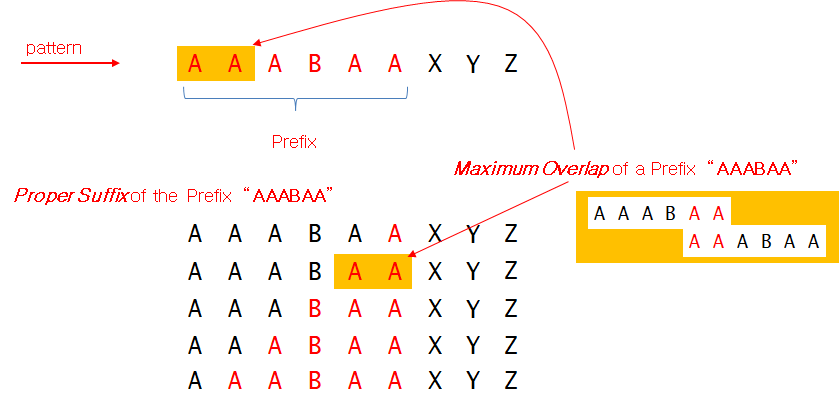 pattern
A A A B A A X Y Z
Prefix
Maximum Overlap of a Prefix “AAABAA”
Proper Suffix of the Prefix “AAABAA”
A A A B A A
A A A B A A
A A A B A A X Y Z
A A A B A A X Y Z
A A A B A A X Y Z
A A A B A A X Y Z
A A A B A A X Y Z